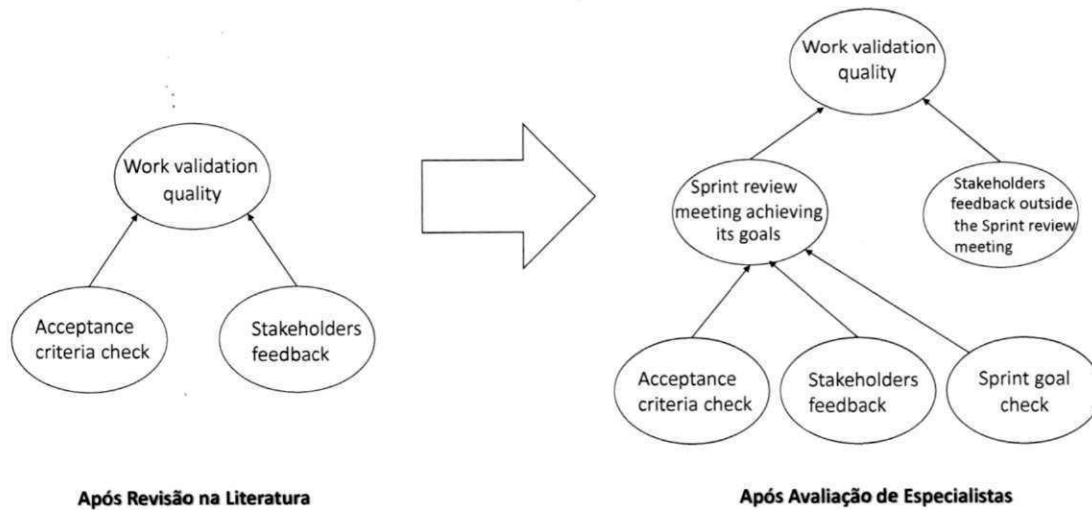 Work validation
quality
Acceptance
criteria check
Stakeholders
feedback
Após Revisão na Literatura
Work validation
quality
Sprint review
meeting achieving
its goals
Stakeholders
feedback outside
the Sprint review
meeting
Acceptance
criteria check
Stakeholders
feedback
Sprint goal
check
Após Avaliação de Especialistas